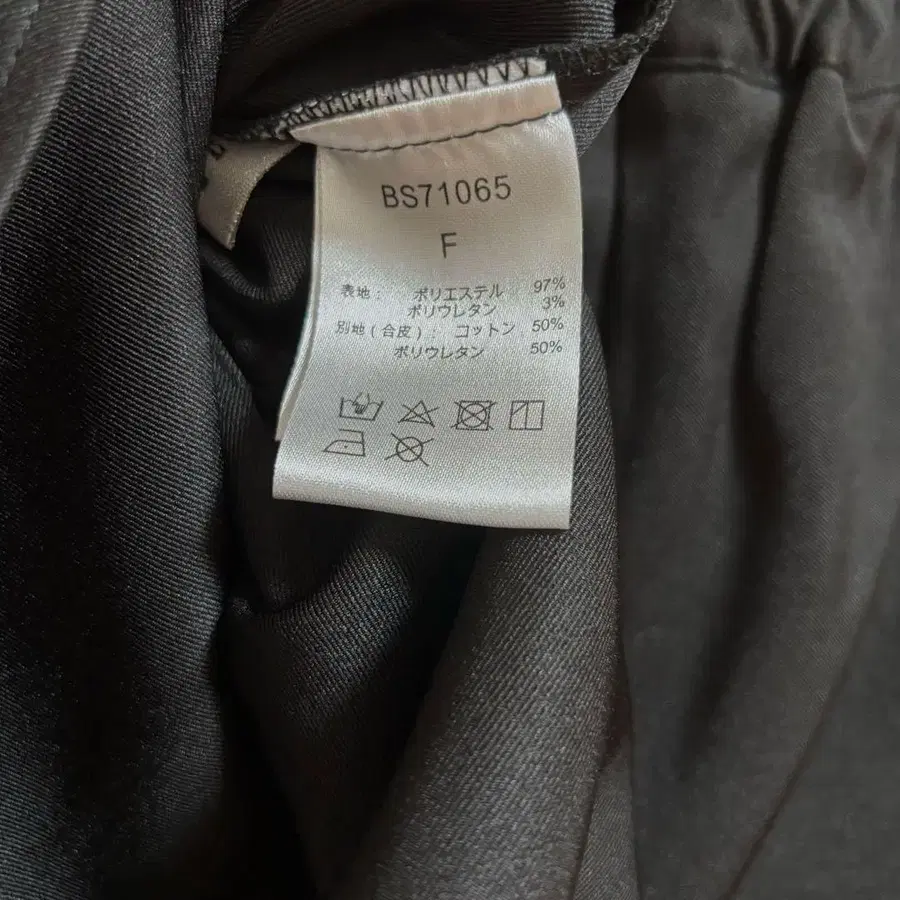 BS71065
F
表地： ポリエステル 97%
ポリウレタン 3%
別地（合皮）： コットン 50%
ポリウレタン 50%